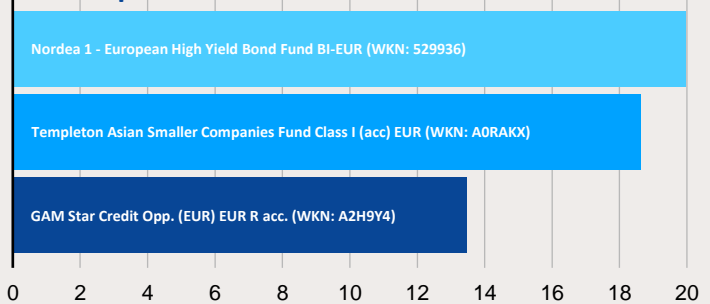 Nordea 1 - European High Yield Bond Fund BI-EUR (WKN: 529936)
Templeton Asian Smaller Companies Fund Class I (acc) EUR (WKN: A0RAKX)
GAM Star Credit Opp. (EUR) EUR R acc. (WKN: A2H9Y4)
0 2 4 6 8 10 12 14 16 18 20